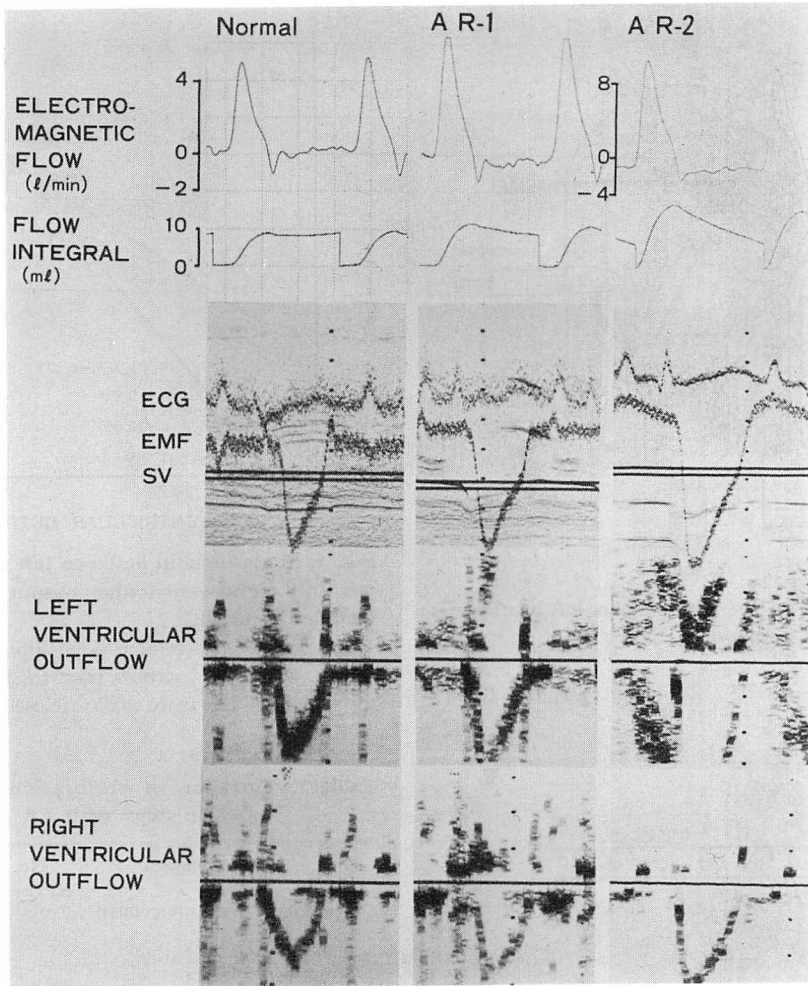 Normal
A R-1
A R-2
ELECTRO-
MAGNETIC
FLOW
(ℓ/min)
4
0
−2
8
0
−4
FLOW
INTEGRAL
(mℓ)
10
0
ECG
EMF
SV
LEFT
VENTRICULAR
OUTFLOW
RIGHT
VENTRICULAR
OUTFLOW